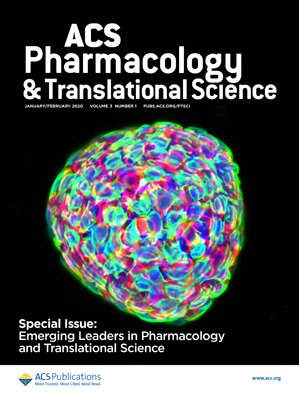 ACS
Pharmacology
& Translational Science
JANUARY/FEBRUARY 2020 VOLUME 3 NUMBER 1 PUBS.ACS.ORG/PTSCI
Special Issue:
Emerging Leaders in Pharmacology
and Translational Science
ACS Publications
Most Trusted. Most Cited. Most Read.
www.acs.org